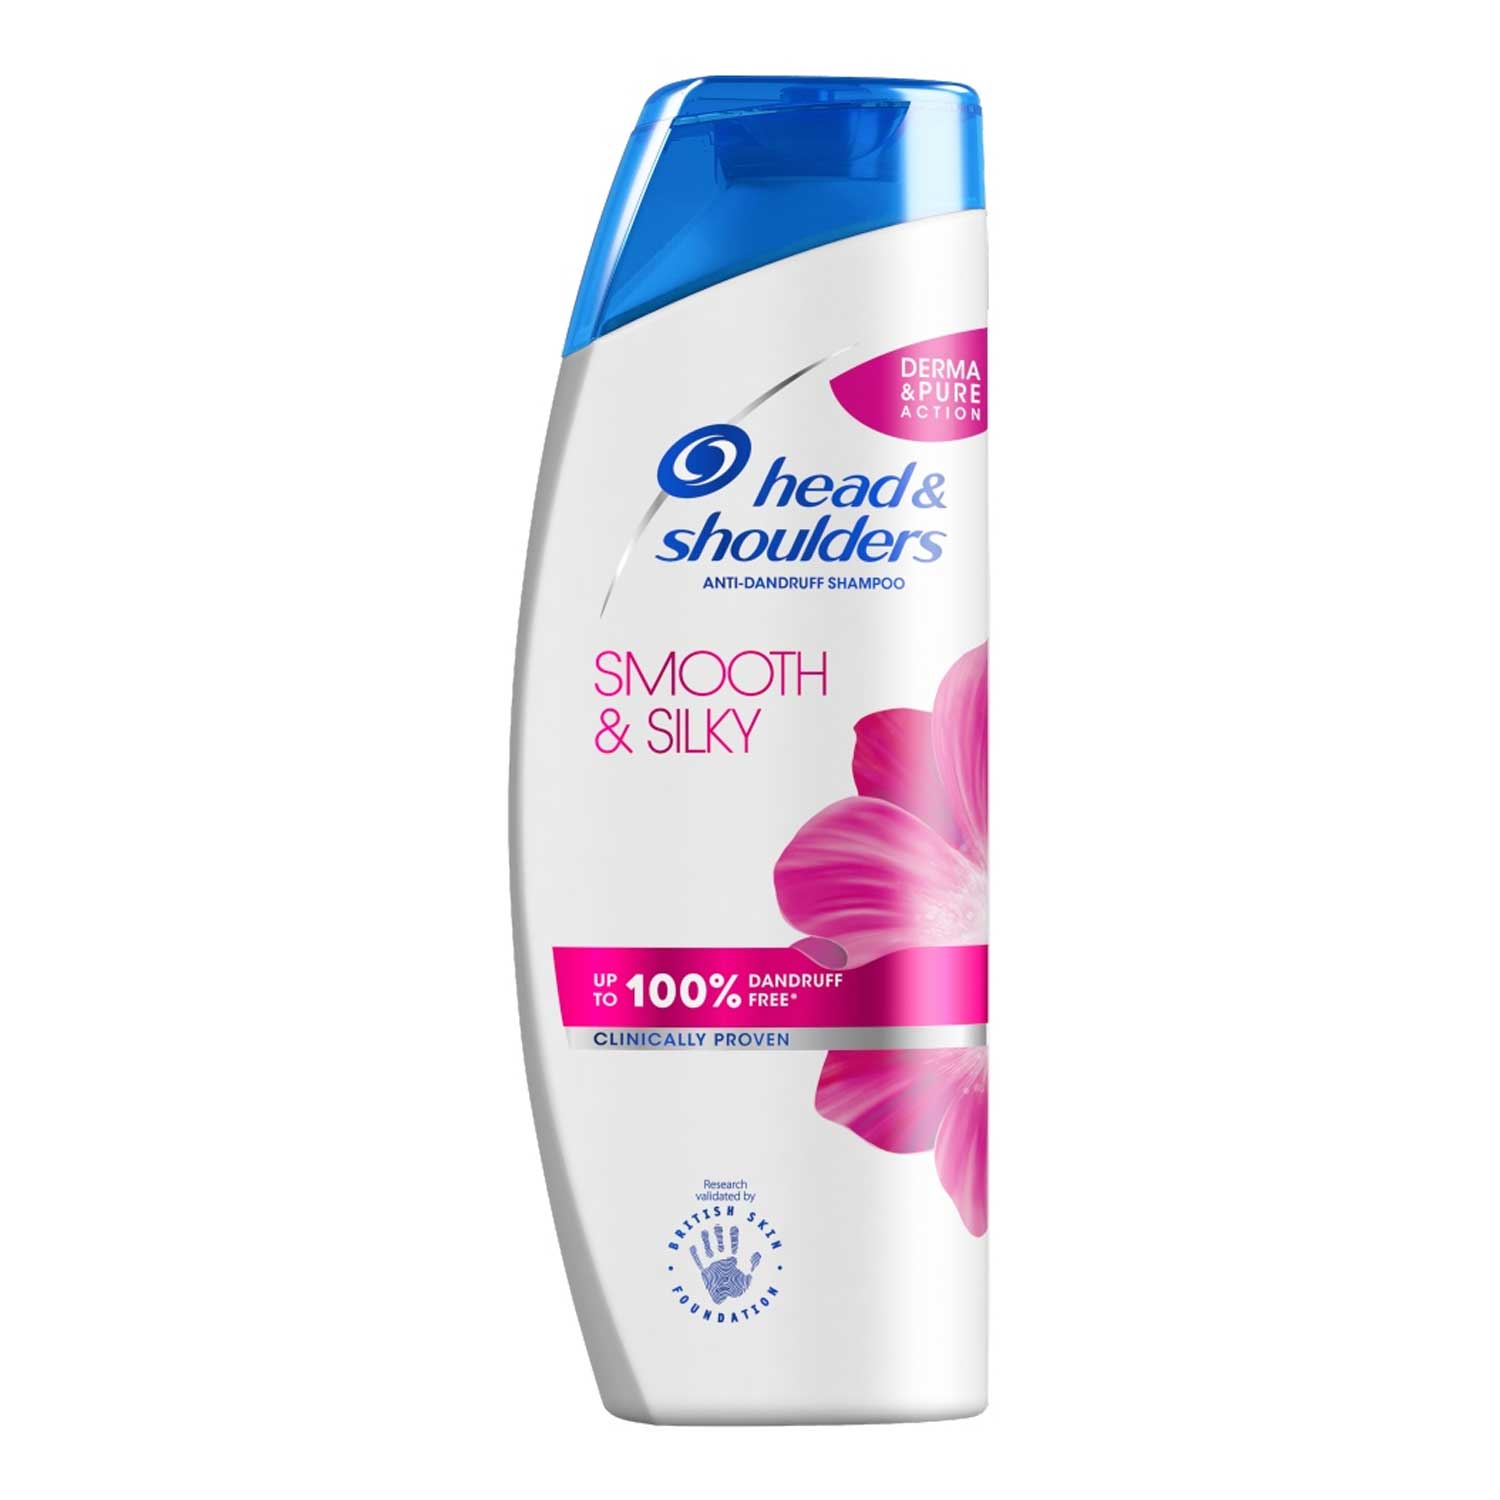 DERMA
& PURE
ACTION
head &
shoulders
ANTI-DANDRUFF SHAMPOO
SMOOTH
& SILKY
UP TO 100% DANDRUFF FREE*
CLINICALLY PROVEN
Research
validated by
BRITISH SKIN
FOUNDATION